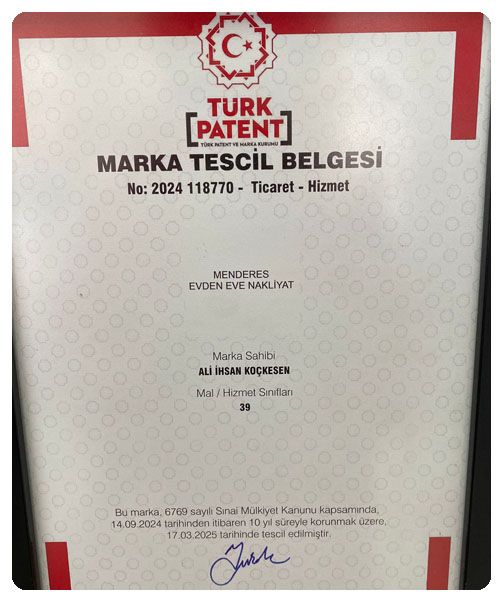 TÜRK
PATENT
TÜRK PATENT VE MARKA KURUMU
MARKA TESCİL BELGESİ
No: 2024 118770 - Ticaret - Hizmet
MENDERES
EVDEN EVE NAKLİYAT
Marka Sahibi
ALİ İHSAN KOÇKESEN
Mal / Hizmet Sınıfları
39
Bu marka, 6769 sayılı Sınai Mülkiyet Kanunu kapsamında,
14.09.2024 tarihinden itibaren 10 yıl süreyle korunmak üzere,
17.03.2025 tarihinde tescil edilmiştir.